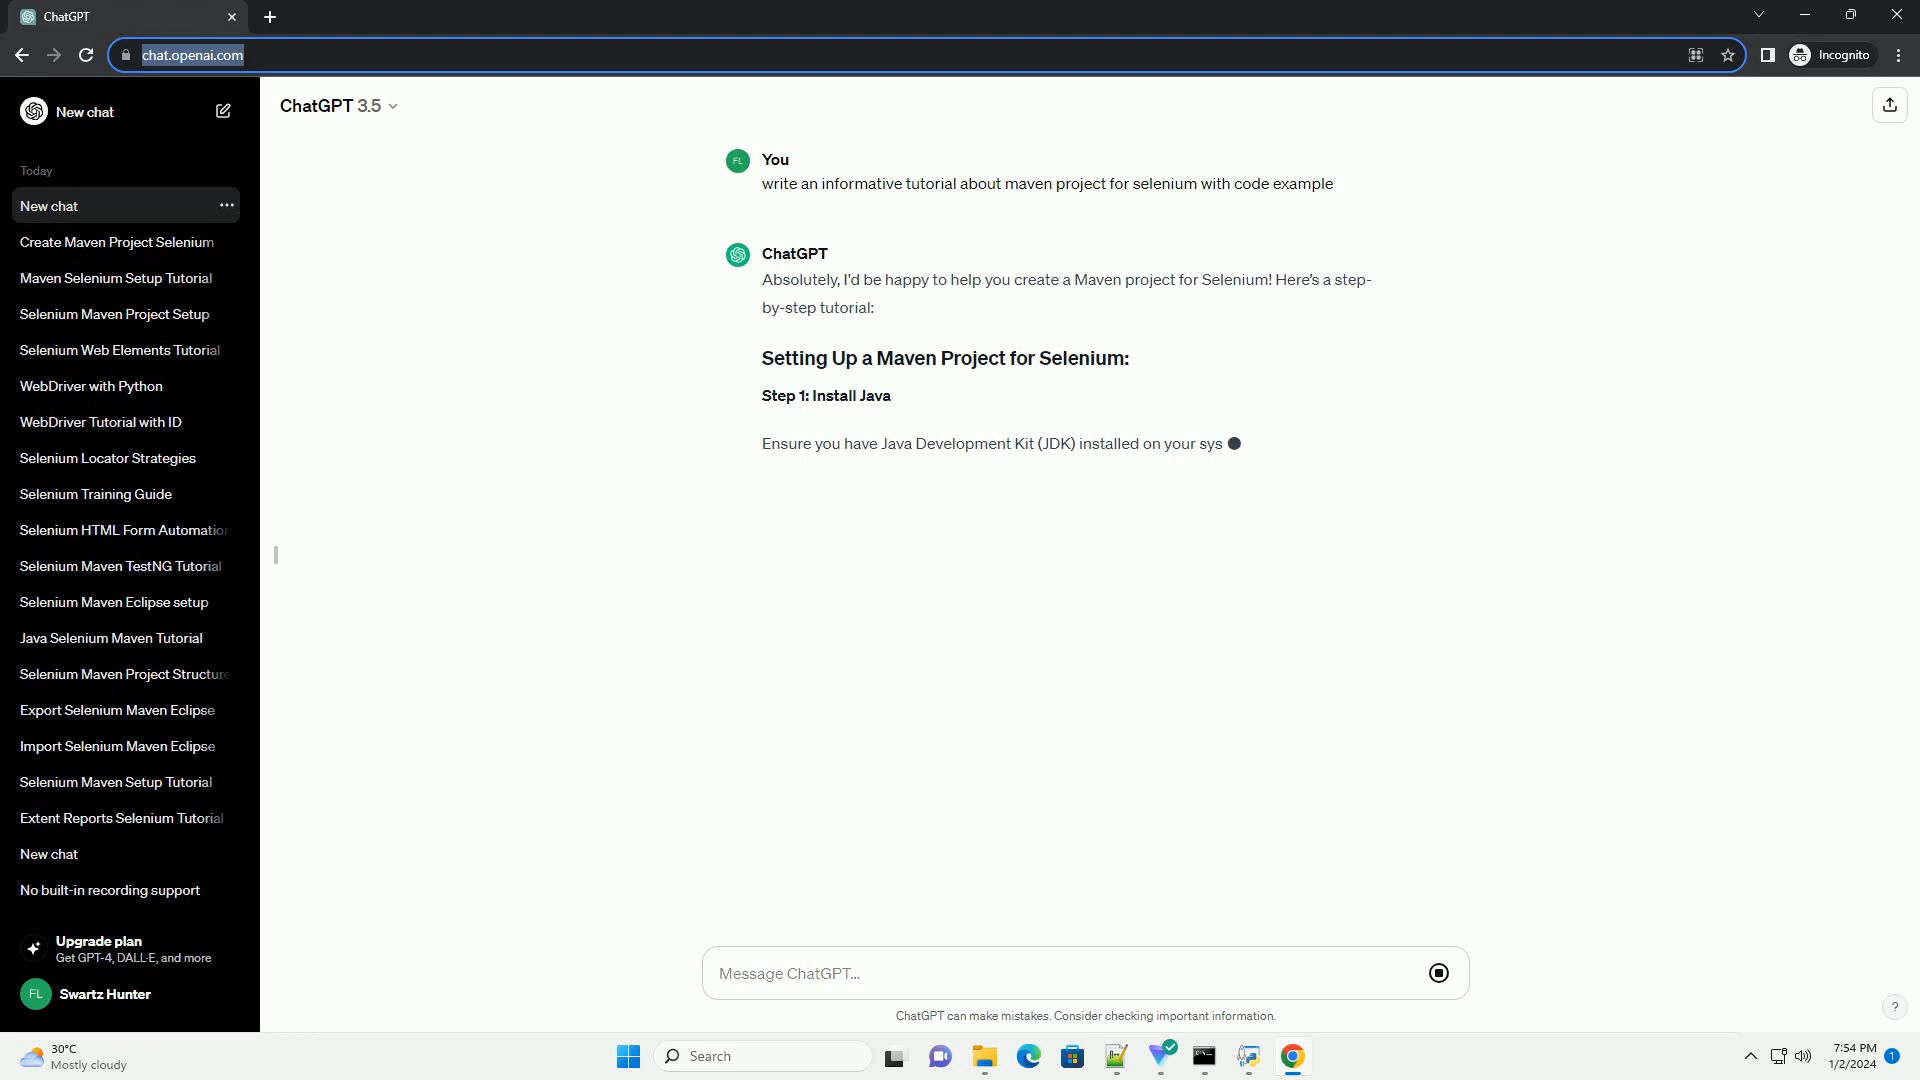 ChatGPT
chat.openai.com
Incognito
New chat
Today
New chat
Create Maven Project Selenium
Maven Selenium Setup Tutorial
Selenium Maven Project Setup
Selenium Web Elements Tutorial
WebDriver with Python
WebDriver Tutorial with ID
Selenium Locator Strategies
Selenium Training Guide
Selenium HTML Form Automation
Selenium Maven TestNG Tutorial
Selenium Maven Eclipse setup
Java Selenium Maven Tutorial
Selenium Maven Project Structure
Export Selenium Maven Eclipse
Import Selenium Maven Eclipse
Selenium Maven Setup Tutorial
Extent Reports Selenium Tutorial
New chat
No built-in recording support
Upgrade plan
Get GPT-4, DALL·E, and more
FL Swartz Hunter
ChatGPT 3.5
FL You
write an informative tutorial about maven project for selenium with code example
ChatGPT
Absolutely, I'd be happy to help you create a Maven project for Selenium! Here's a step-
by-step tutorial:
Setting Up a Maven Project for Selenium:
Step 1: Install Java
Ensure you have Java Development Kit (JDK) installed on your sys
Message ChatGPT...
ChatGPT can make mistakes. Consider checking important information.
?
30°C
Mostly cloudy
Search
7:54 PM
1/2/2024
1